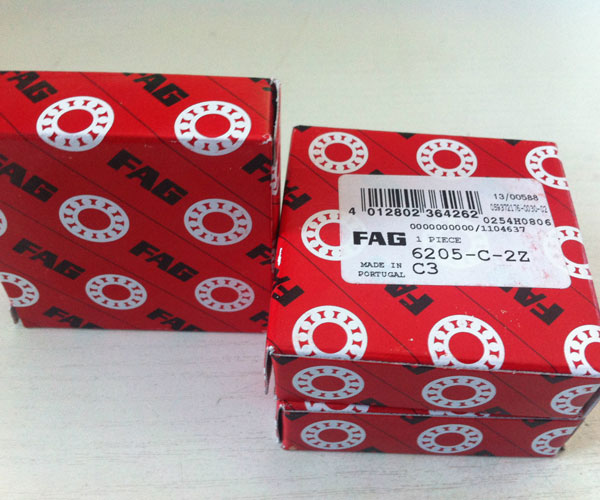 FAG
FAG
FAG
FAG
FAG
13/00588
4 012802 364262
0254H0806
0000000000/1104637
FAG 1 PIECE
6205-C-2Z
MADE IN PORTUGAL
C3